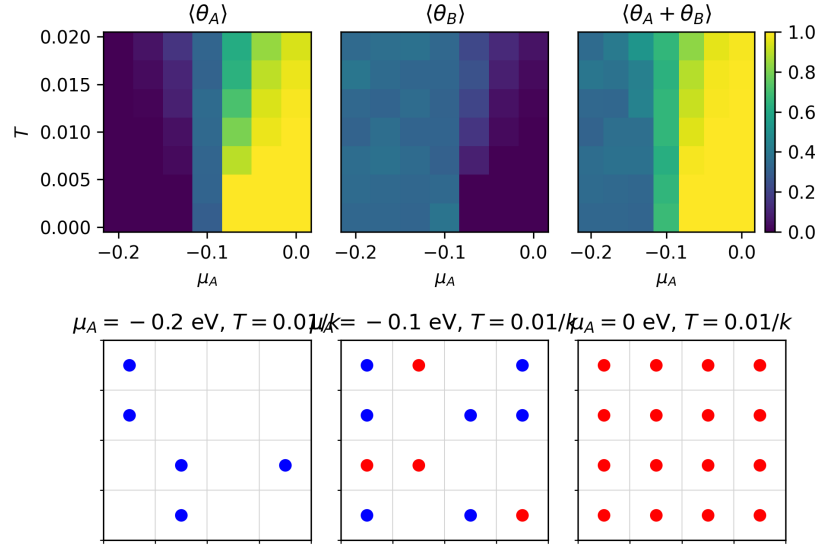 ⟨θ_A⟩ ⟨θ_B⟩ ⟨θ_A + θ_B⟩
0.020
0.015
0.010
0.005
0.000
T
−0.2 −0.1 0.0
μ_A
−0.2 −0.1 0.0
μ_A
−0.2 −0.1 0.0
μ_A
1.0
0.8
0.6
0.4
0.2
0.0
μ_A = − 0.2 eV, T = 0.01/k
μ_A = − 0.1 eV, T = 0.01/k
μ_A = 0 eV, T = 0.01/k